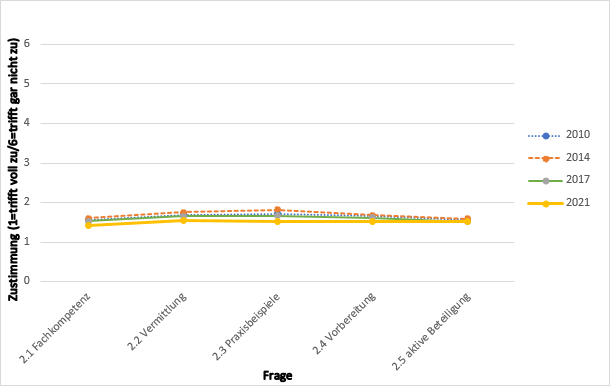 Zustimmung (1=trifft voll zu/6=trifft gar nicht zu)
6
5
4
3
2
1
0
2.1 Fachkompetenz
2.2 Vermittlung
2.3 Praxisbeispiele
2.4 Vorbereitung
2.5 aktive Beteiligung
Frage
2010
2014
2017
2021